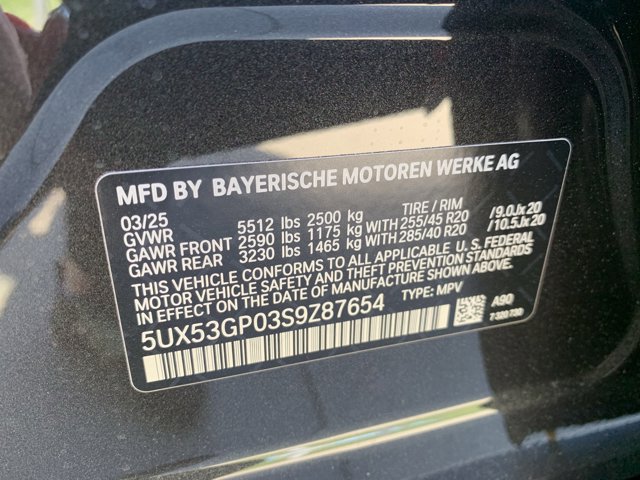 MFD BY BAYERISCHE MOTOREN WERKE AG
03/25 TIRE / RIM
GVWR 5512 lbs 2500 kg
GAWR FRONT 2590 lbs 1175 kg WITH 255/45 R20 /9.0Jx20
GAWR REAR 3230 lbs 1465 kg WITH 285/40 R20 /10.5Jx20
THIS VEHICLE CONFORMS TO ALL APPLICABLE U.S. FEDERAL
MOTOR VEHICLE SAFETY AND THEFT PREVENTION STANDARDS
IN EFFECT ON THE DATE OF MANUFACTURE SHOWN ABOVE.
5UX53GP03S9Z87654 TYPE: MPV
A90